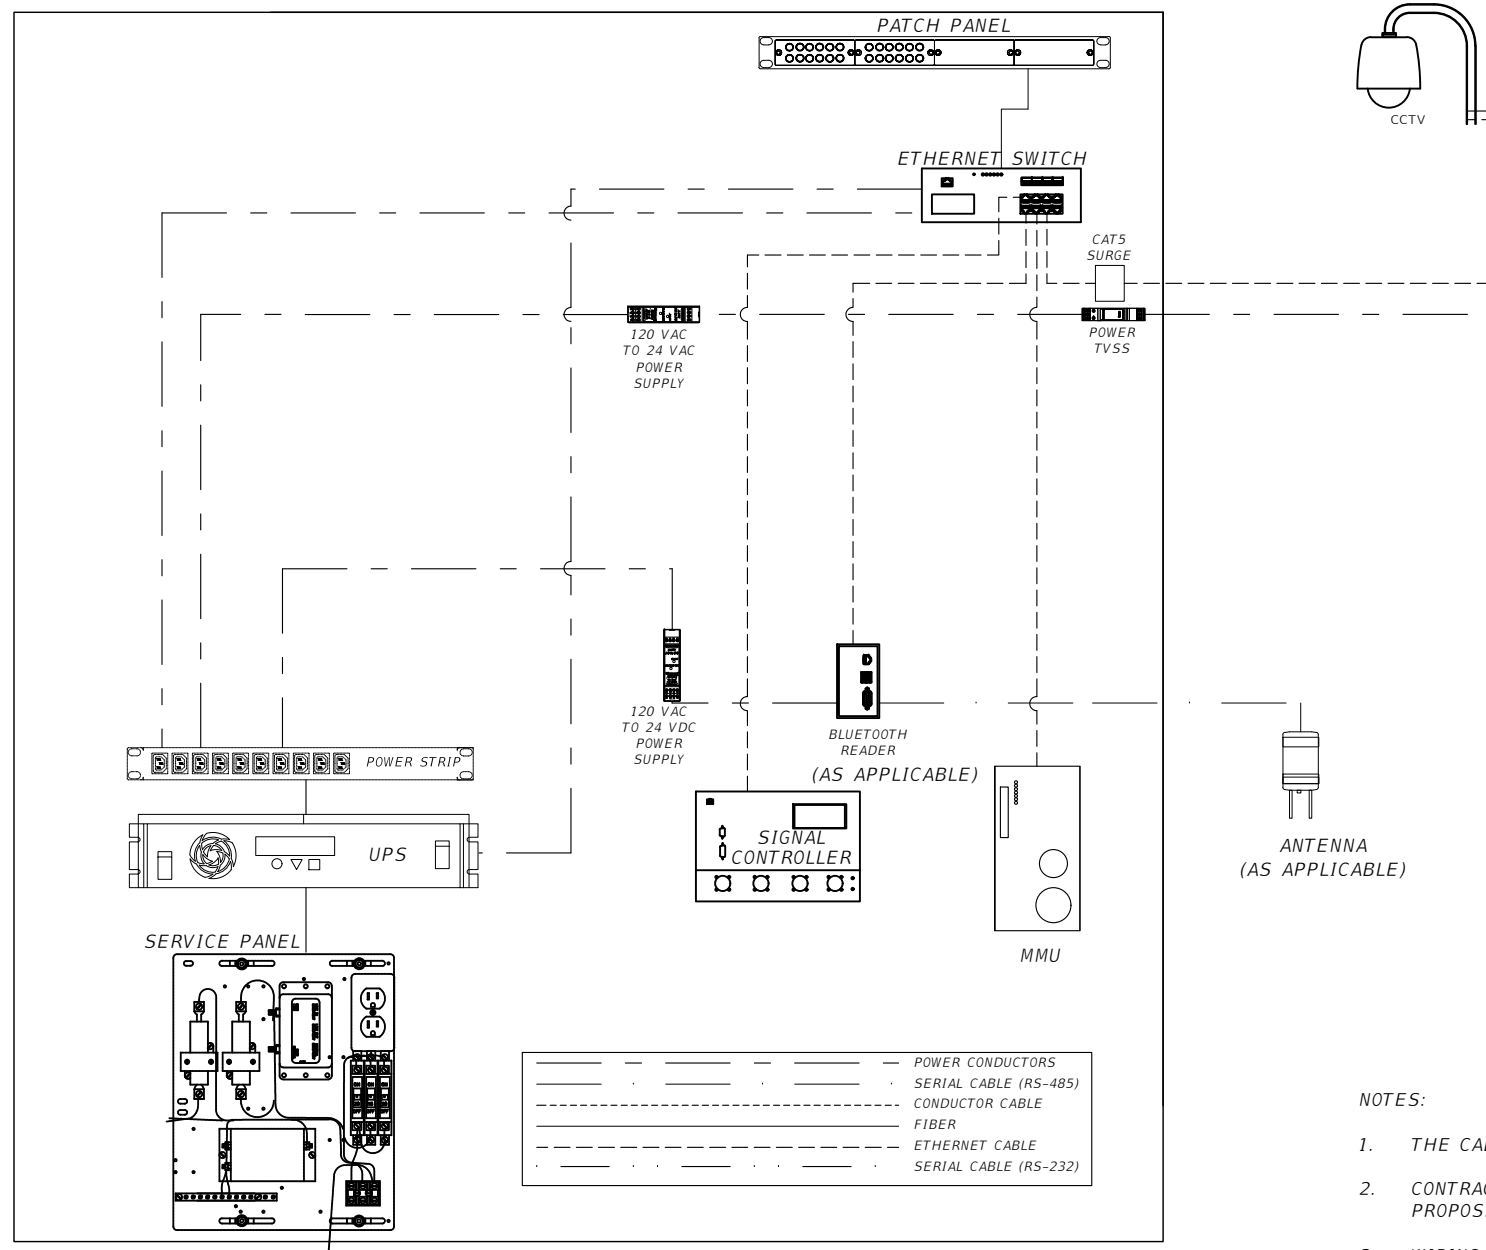 PATCH PANEL
CCTV
ETHERNET SWITCH
CAT5
SURGE
120 VAC
TO 24 VAC
POWER
SUPPLY
POWER
TVSS
120 VAC
TO 24 VDC
POWER
SUPPLY
BLUETOOTH
READER
(AS APPLICABLE)
POWER STRIP
UPS
SIGNAL
CONTROLLER
ANTENNA
(AS APPLICABLE)
SERVICE PANEL
MMU
POWER CONDUCTORS
SERIAL CABLE (RS-485)
CONDUCTOR CABLE
FIBER
ETHERNET CABLE
SERIAL CABLE (RS-232)
NOTES:
1. THE
2.